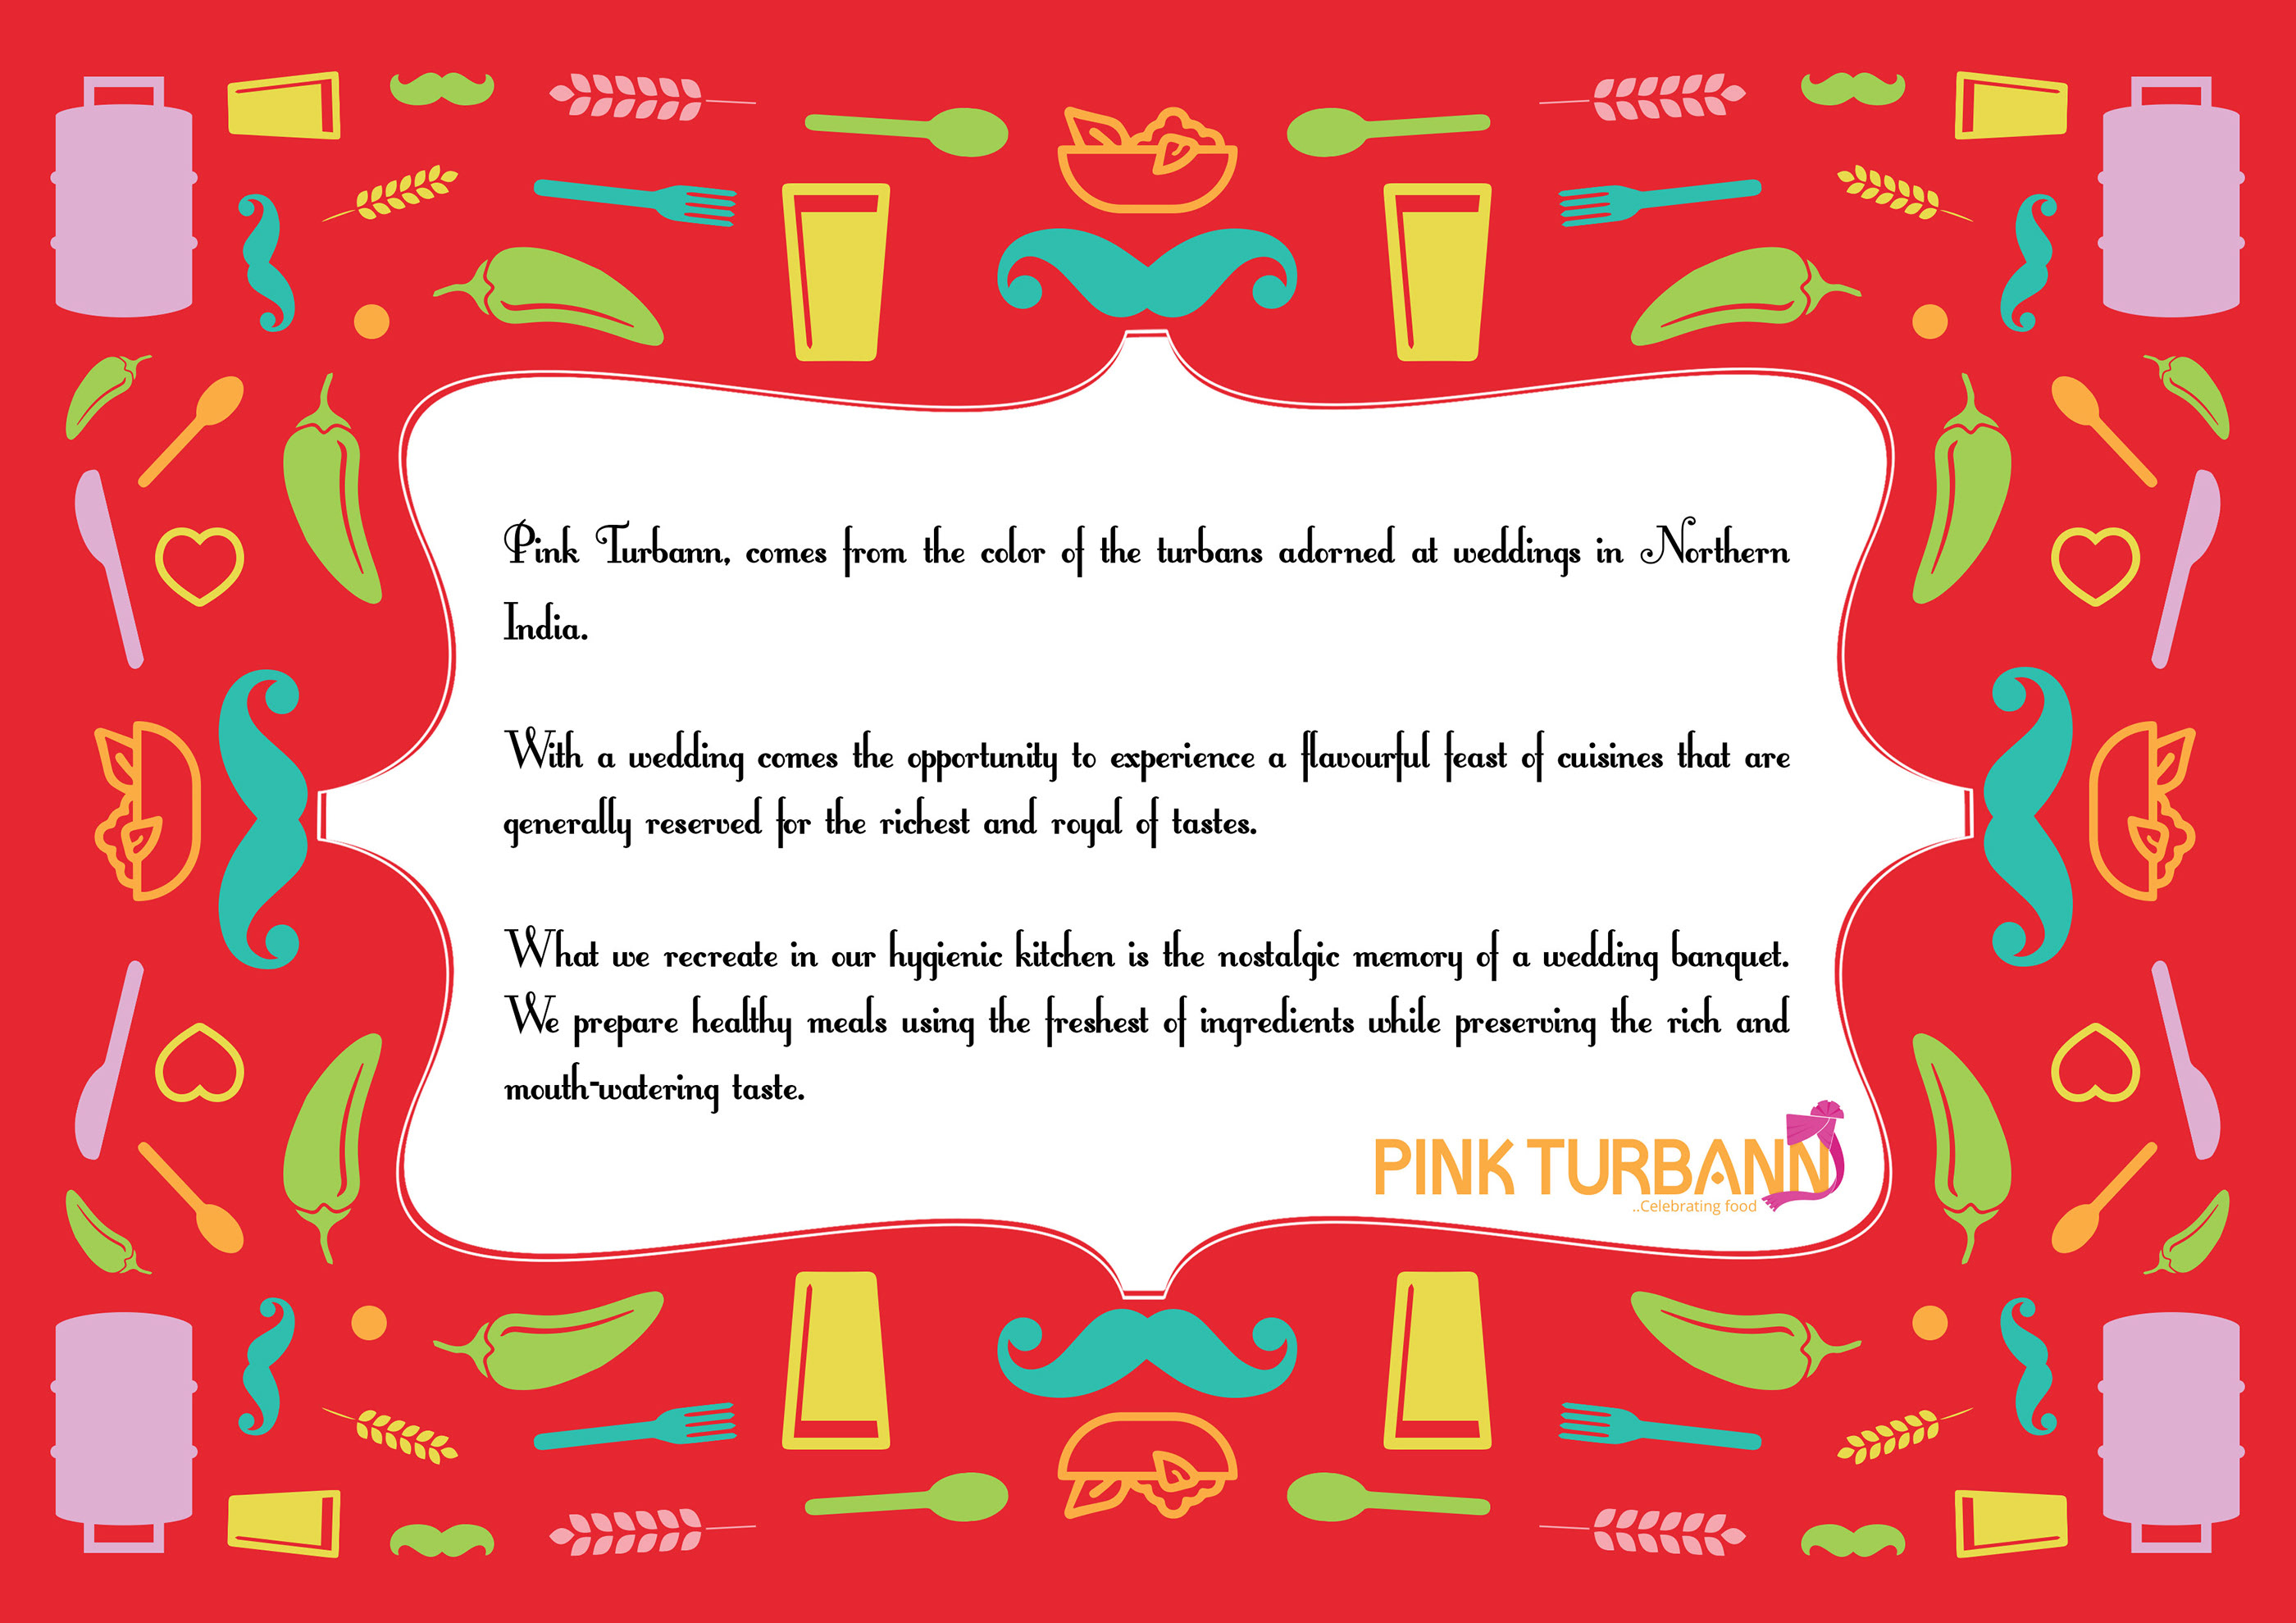 Pink Turbann, comes from the color of the turbans adorned at weddings in Northern
India.
With a wedding comes the opportunity to experience a flavourful feast of cuisines that are
generally reserved for the richest and royal of tastes.
What we recreate in our hygienic kitchen is the nostalgic memory of a wedding banquet.
We prepare healthy meals using the freshest of ingredients while preserving the rich and
mouth-watering taste.
PINK TURBANN
..Celebrating food